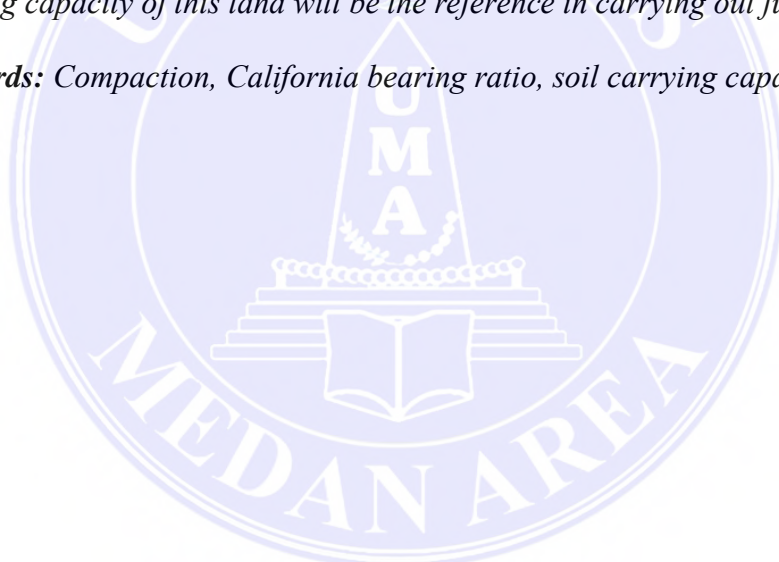 g capacity of this land will be the reference in carrying out fi
rds: Compaction, California bearing ratio, soil carrying capa
U
M
A
MEDAN AREA